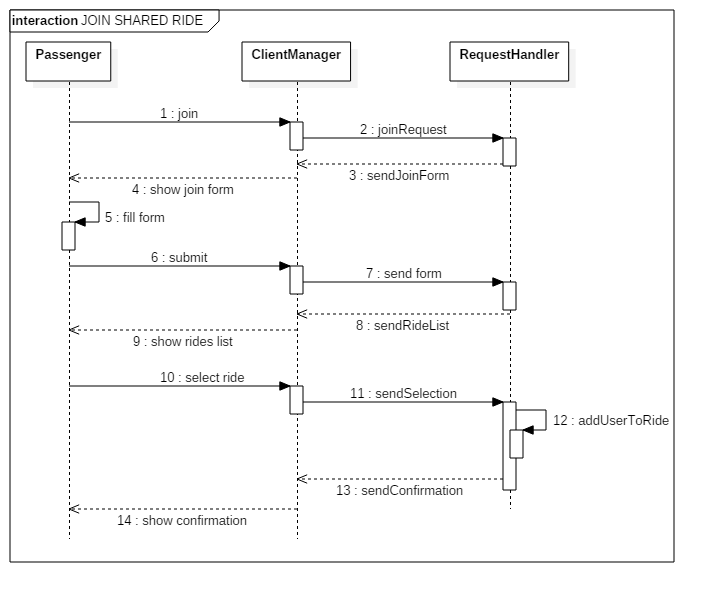 interaction JOIN SHARED RIDE
Passenger
ClientManager
RequestHandler
1 : join
2 : joinRequest
3 : sendJoinForm
4 : show join form
5 : fill form
6 : submit
7 : send form
8 : sendRideList
9 : show rides list
10 : select ride
11 : sendSelection
12 : addUserToRide
13 : sendConfirmation
14 : show confirmation